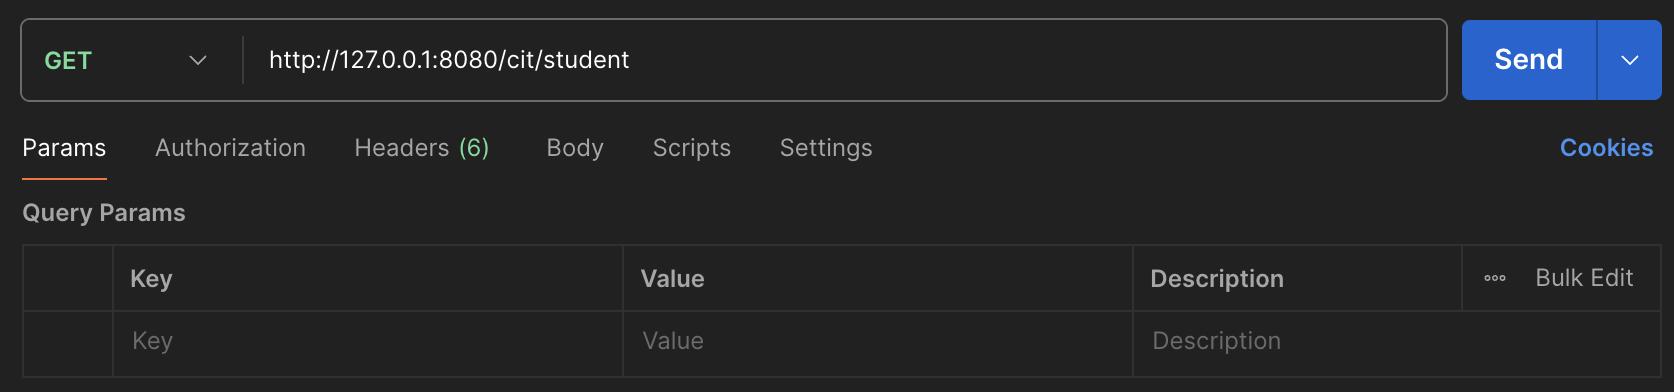 GET http://127.0.0.1:8080/cit/student Send
Params Authorization Headers (6) Body Scripts Settings Cookies
Query Params
Key Value Description Bulk Edit
Key Value Description